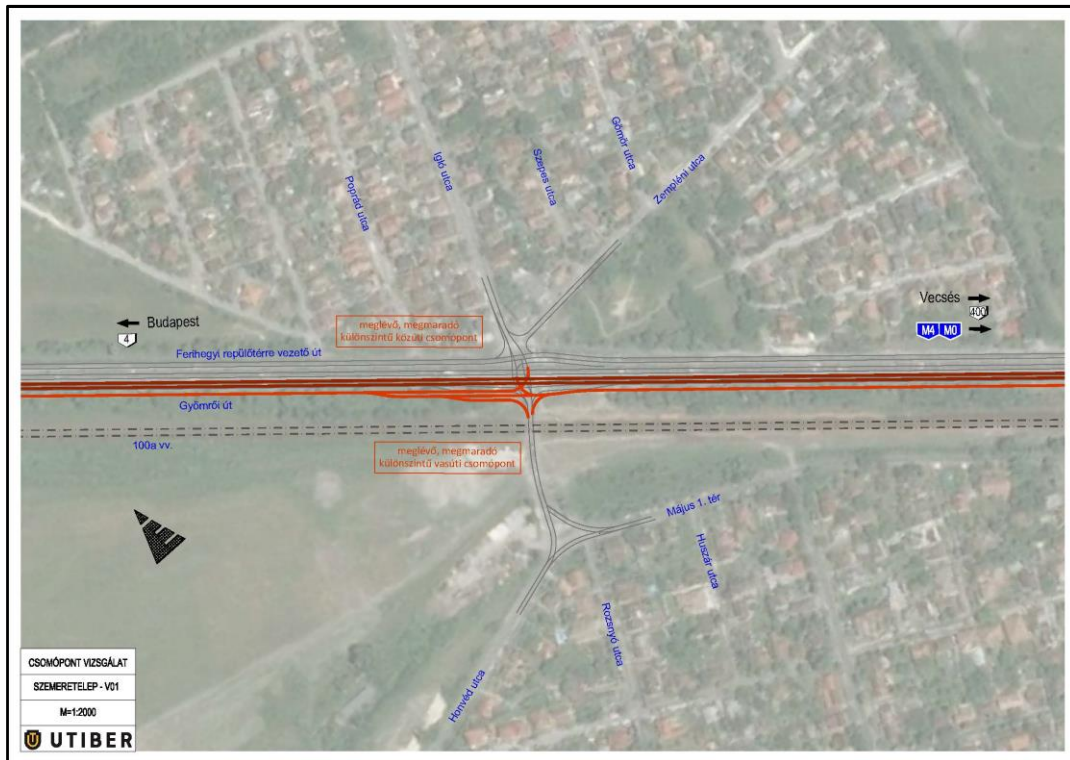 Gömör utca
Igló utca
Szepes utca
Poprád utca
Zempléni utca
Vecsés
400
Budapest
4
M4 M0
meglévő, megmaradó
különszintű közúti csomópont
Ferihegyi repülőtérre vezető út
Győmrői út
100a vv.
meglévő, megmaradó
különszintű vasúti csomópont
Május 1. tér
Huszár utca
Rozsnyó utca
Honvéd utca
CSOMÓPONT VIZSGÁLAT
SZEMERETELEP - V01
M=1:2000
UTIBER